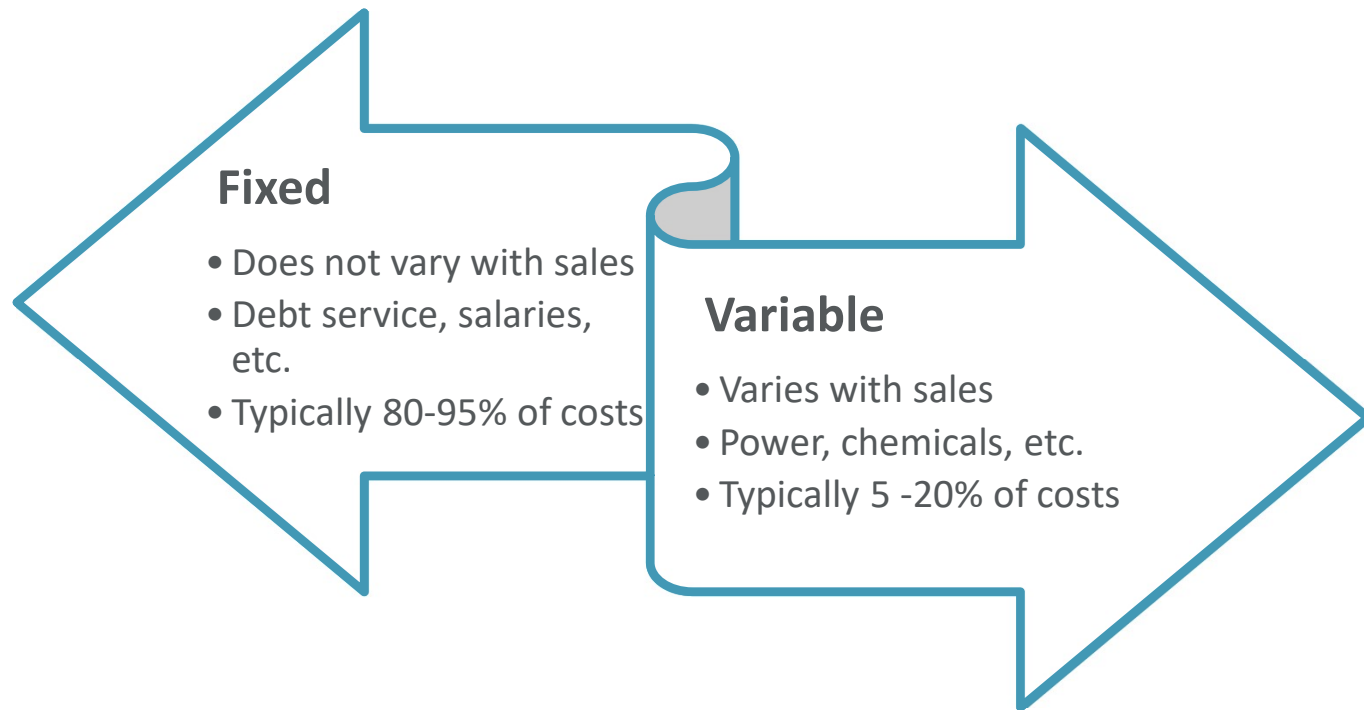 Fixed
• Does not vary with sales
• Debt service, salaries,
etc.
• Typically 80-95% of costs
Variable
• Varies with sales
• Power, chemicals, etc.
• Typically 5 -20% of costs